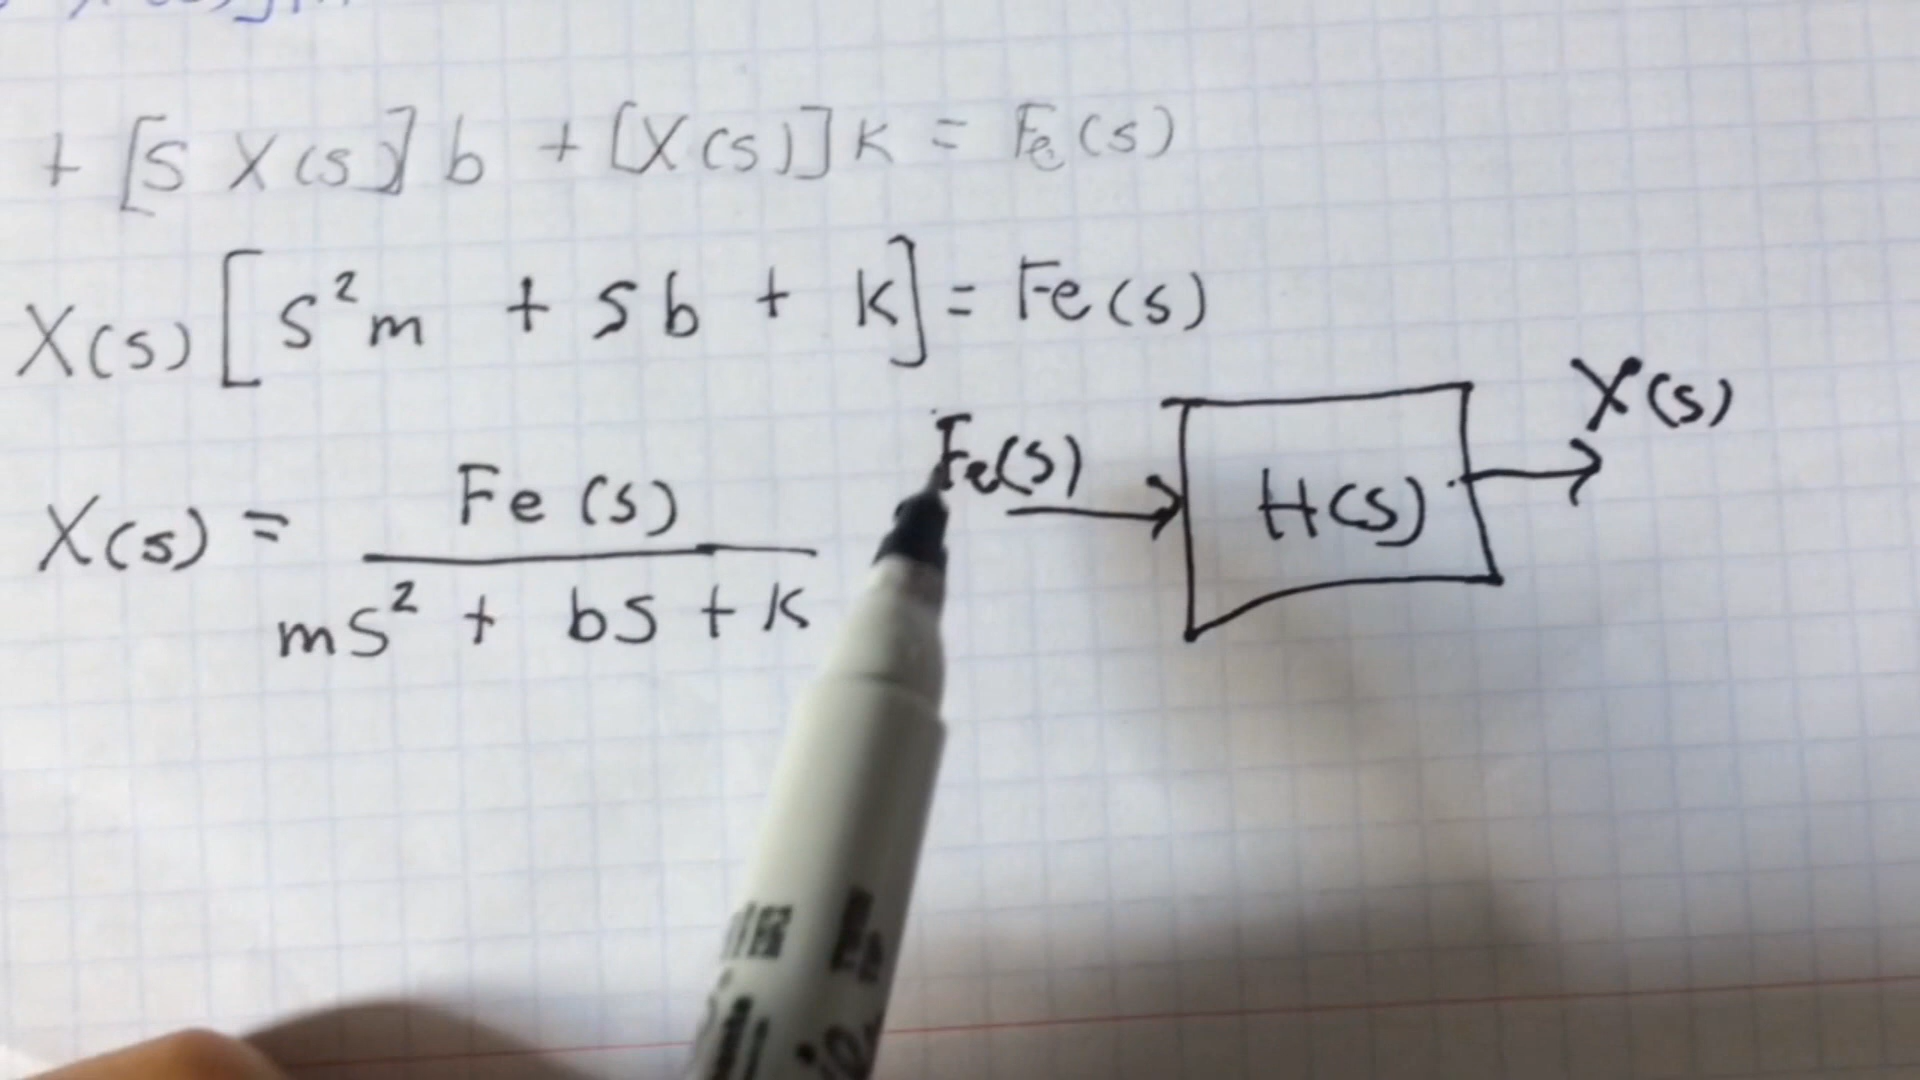 + [S X(s)] b + [X(s)] k = Fe(s)
X(s) [s²m + sb + k] = Fe(s)
Fe(s) → H(s) → X(s)
X(s) = Fe(s) / ms² + bs + k